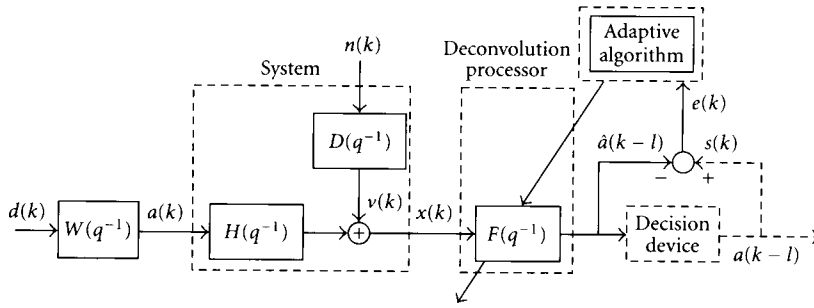 Adaptive
algorithm
n(k)
Deconvolution
processor
System
e(k)
D(q⁻¹)
â(k − l)
s(k)
−
+
v(k)
d(k)
a(k)
x(k)
W(q⁻¹)
H(q⁻¹)
+
F(q⁻¹)
Decision
device
a(k − l)